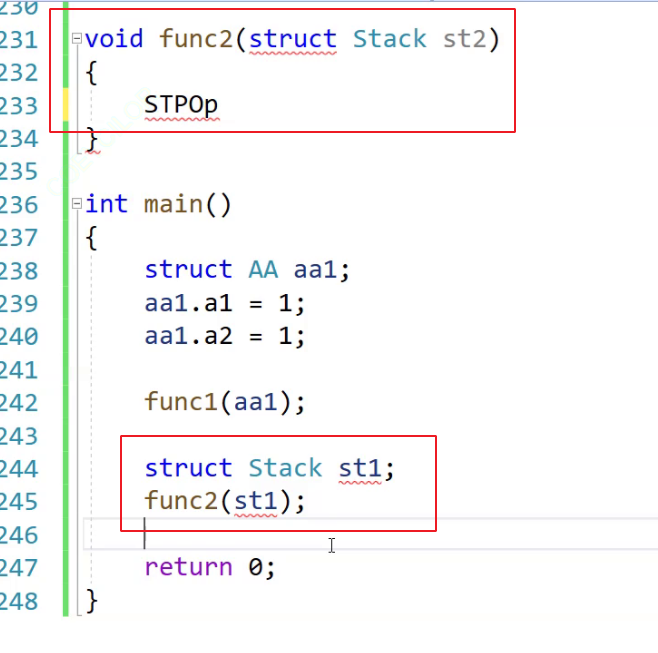 230
231 void func2(struct Stack st2)
232 {
233 STPOp
234 }
235
236 int main()
237 {
238 struct AA aa1;
239 aa1.a1 = 1;
240 aa1.a2 = 1;
241
242 func1(aa1);
243
244 struct Stack st1;
245 func2(st1);
246
247 return 0;
248 }